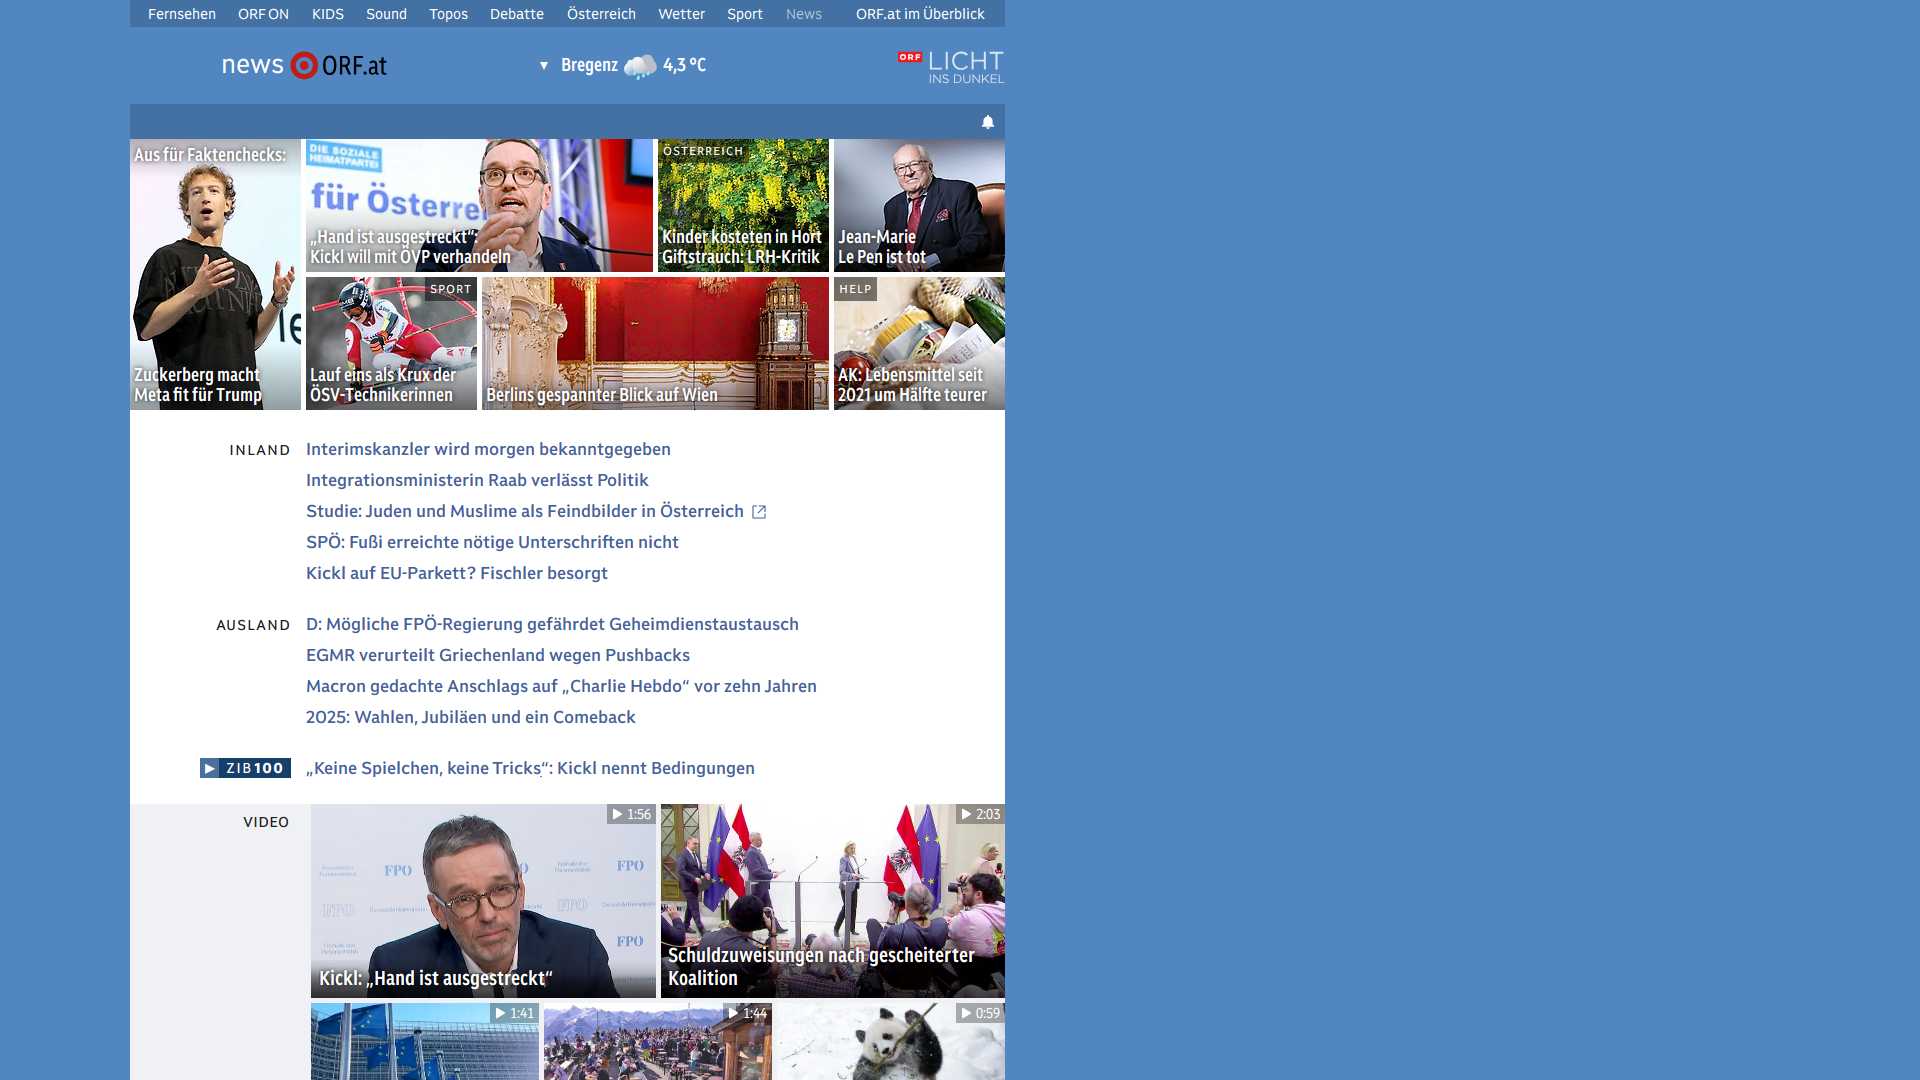 Fernsehen ORF ON KIDS Sound Topos Debatte Österreich Wetter Sport News ORF.at im Überblick
news ORF.at
Bregenz 4,3 °C
ORF LICHT
INS DUNKEL
Aus für Faktenchecks:
Zuckerberg macht
Meta fit für Trump
DIE SOZIALE
HEIMATPARTEI
für Österre
„Hand ist ausgestreckt“:
Kickl will mit ÖVP verhandeln
ÖSTERREICH
Kinder kosteten in Hort
Giftstrauch: LRH-Kritik
Jean-Marie
Le Pen ist tot
SPORT
Lauf eins als Krux der
ÖSV-Technikerinnen
Berlins gespannter Blick auf Wien
HELP
AK: Lebensmittel seit
2021 um Hälfte teurer
INLAND
Interimskanzler wird morgen bekanntgegeben
Integrationsministerin Raab verlässt Politik
Studie: Juden und Muslime als Feindbilder in Österreich
SPÖ: Fußi erreichte nötige Unterschriften nicht
Kickl auf EU-Parkett? Fischler besorgt
AUSLAND
D: Mögliche FPÖ-Regierung gefährdet Geheimdienstaustausch
EGMR verurteilt Griechenland wegen Pushbacks
Macron gedachte Anschlags auf „Charlie Hebdo“ vor zehn Jahren
2025: Wahlen, Jubiläen und ein Comeback
ZIB100
„Keine Spielchen, keine Tricks“: Kickl nennt Bedingungen
VIDEO
1:56
FPÖ
FPÖ
FPÖ
FPÖ
FPÖ
Kickl: „Hand ist ausgestreckt“
2:03
Schuldzuweisungen nach gescheiterter
Koalition
1:41
1:44
0:59